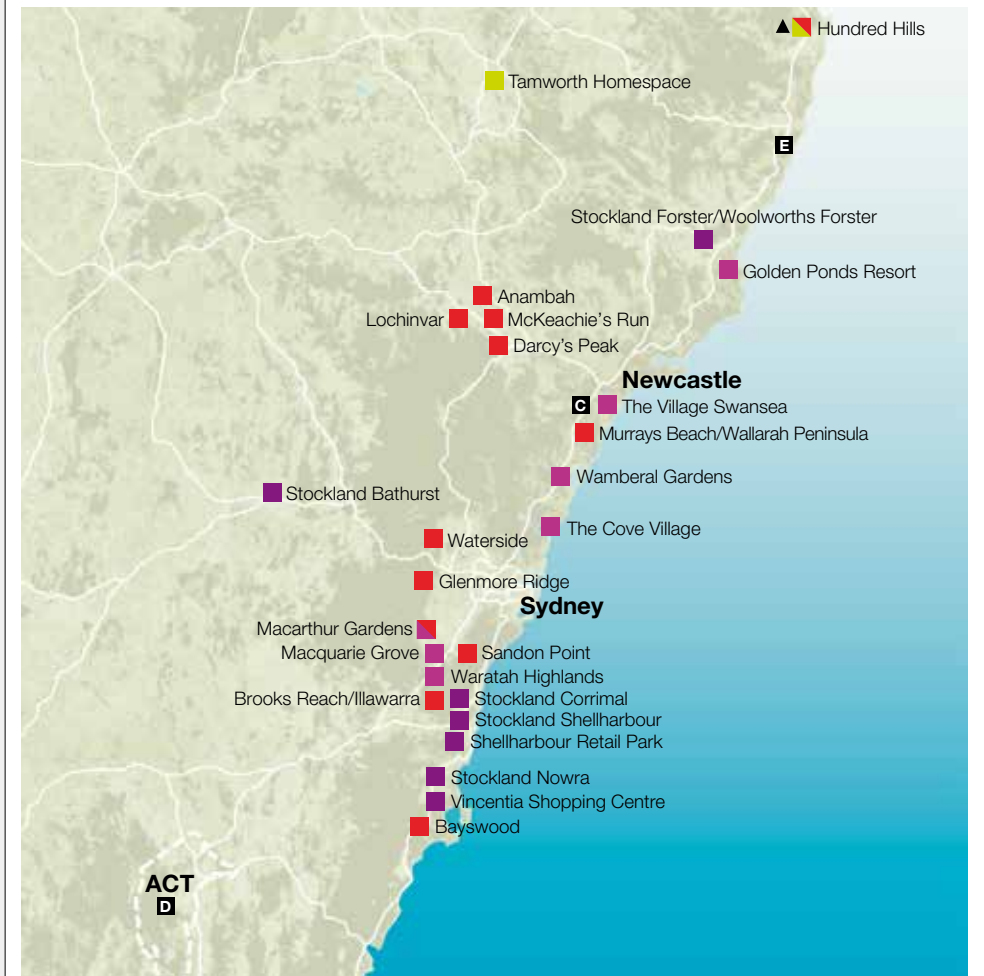 Hundred Hills
Tamworth Homespace
E
Stockland Forster/Woolworths Forster
Golden Ponds Resort
Anambah
Lochinvar
McKeachie's Run
Darcy's Peak
Newcastle
C
The Village Swansea
Murrays Beach/Wallarah Peninsula
Wamberal Gardens
Stockland Bathurst
The Cove Village
Waterside
Glenmore Ridge
Sydney
Macarthur Gardens
Macquarie Grove
Sandon Point
Waratah Highlands
Brooks Reach/Illawarra
Stockland Corrimal
Stockland Shellharbour
Shellharbour Retail Park
Stockland Nowra
Vincentia Shopping Centre
Bayswood
ACT
D